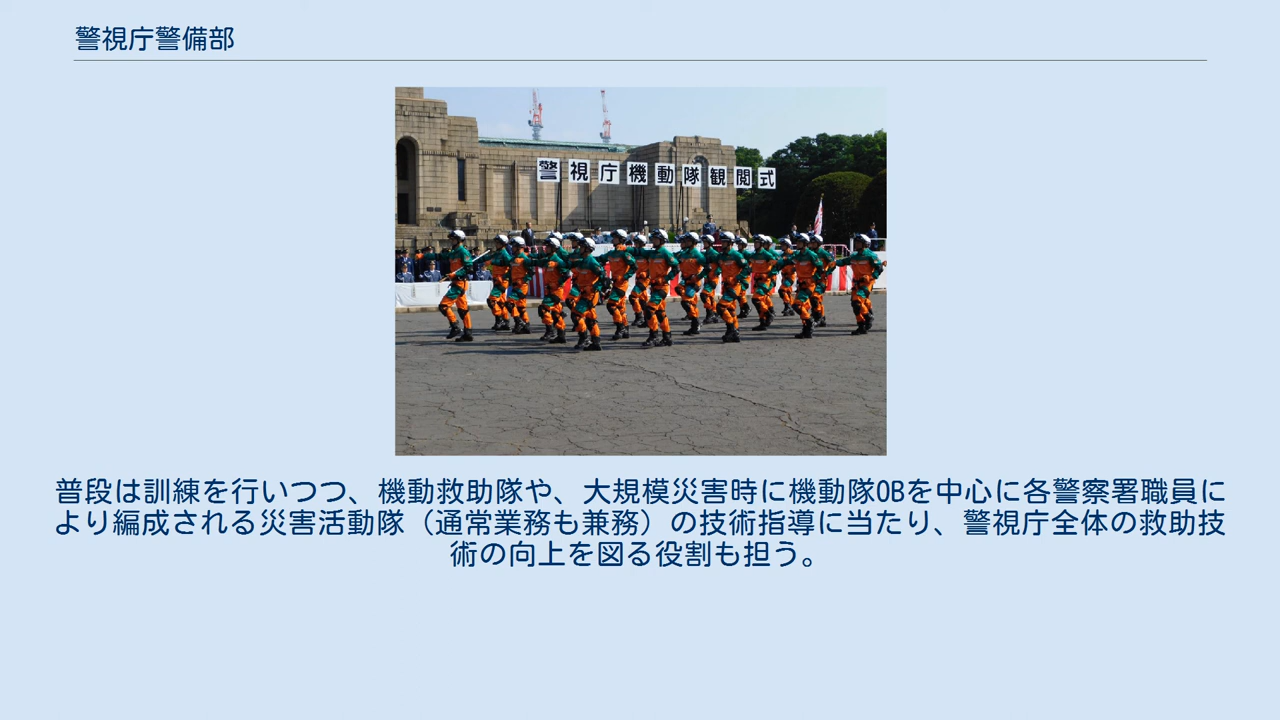 警視庁警備部
警視庁機動隊観閲式
普段は訓練を行いつつ、機動救助隊や、大規模災害時に機動隊OBを中心に各警察署職員に
より編成される災害活動隊（通常業務も兼務）の技術指導に当たり、警視庁全体の救助技
術の向上を図る役割も担う。